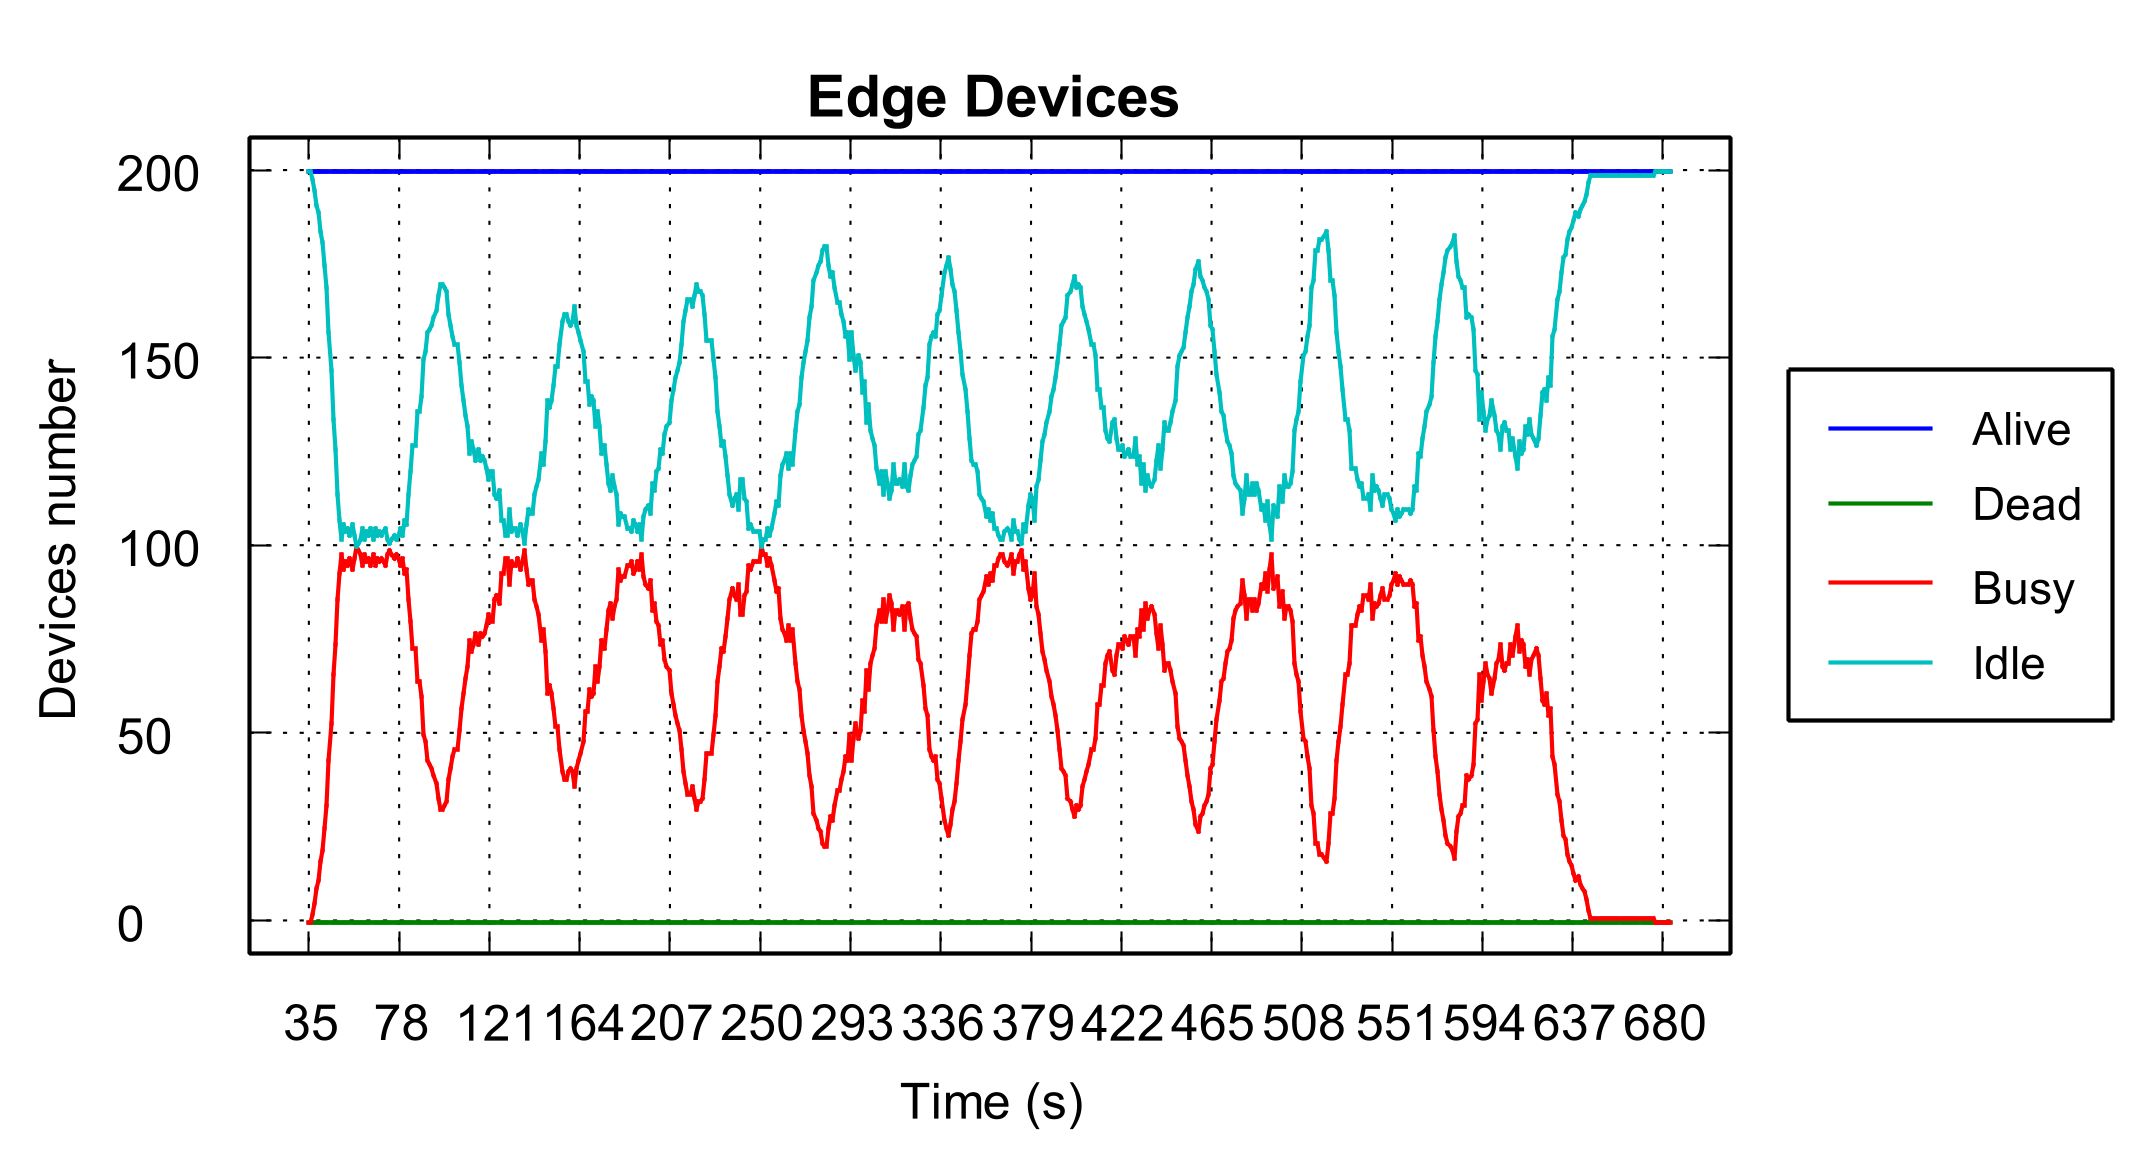 Edge Devices
200
150
100
50
0
Devices number
35 78 121 164 207 250 293 336 379 422 465 508 551 594 637 680
Time (s)
Alive
Dead
Busy
Idle